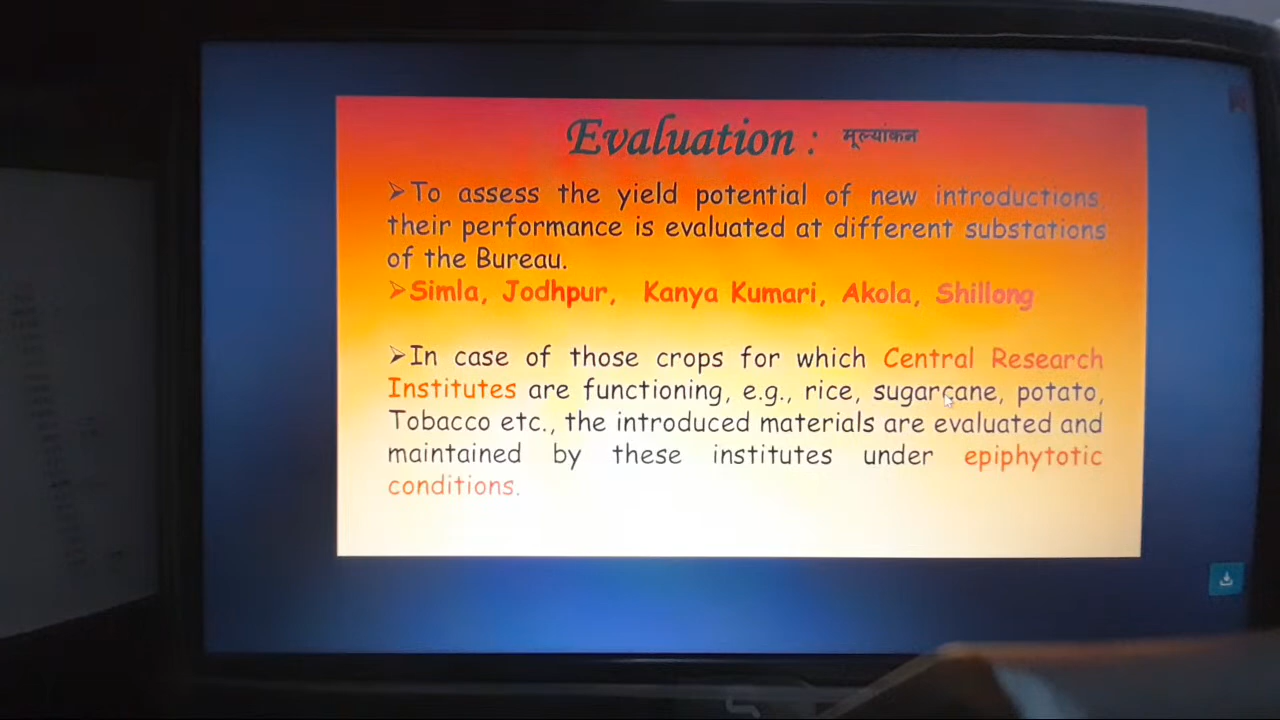 Evaluation : मूल्यांकन
➢To assess the yield potential of new introductions,
their performance is evaluated at different substations
of the Bureau.
➢Simla, Jodhpur, Kanya Kumari, Akola, Shillong
➢In case of those crops for which Central Research
Institutes are functioning, e.g., rice, sugarcane, potato,
Tobacco etc., the introduced materials are evaluated and
maintained by these institutes under epiphytotic
conditions.